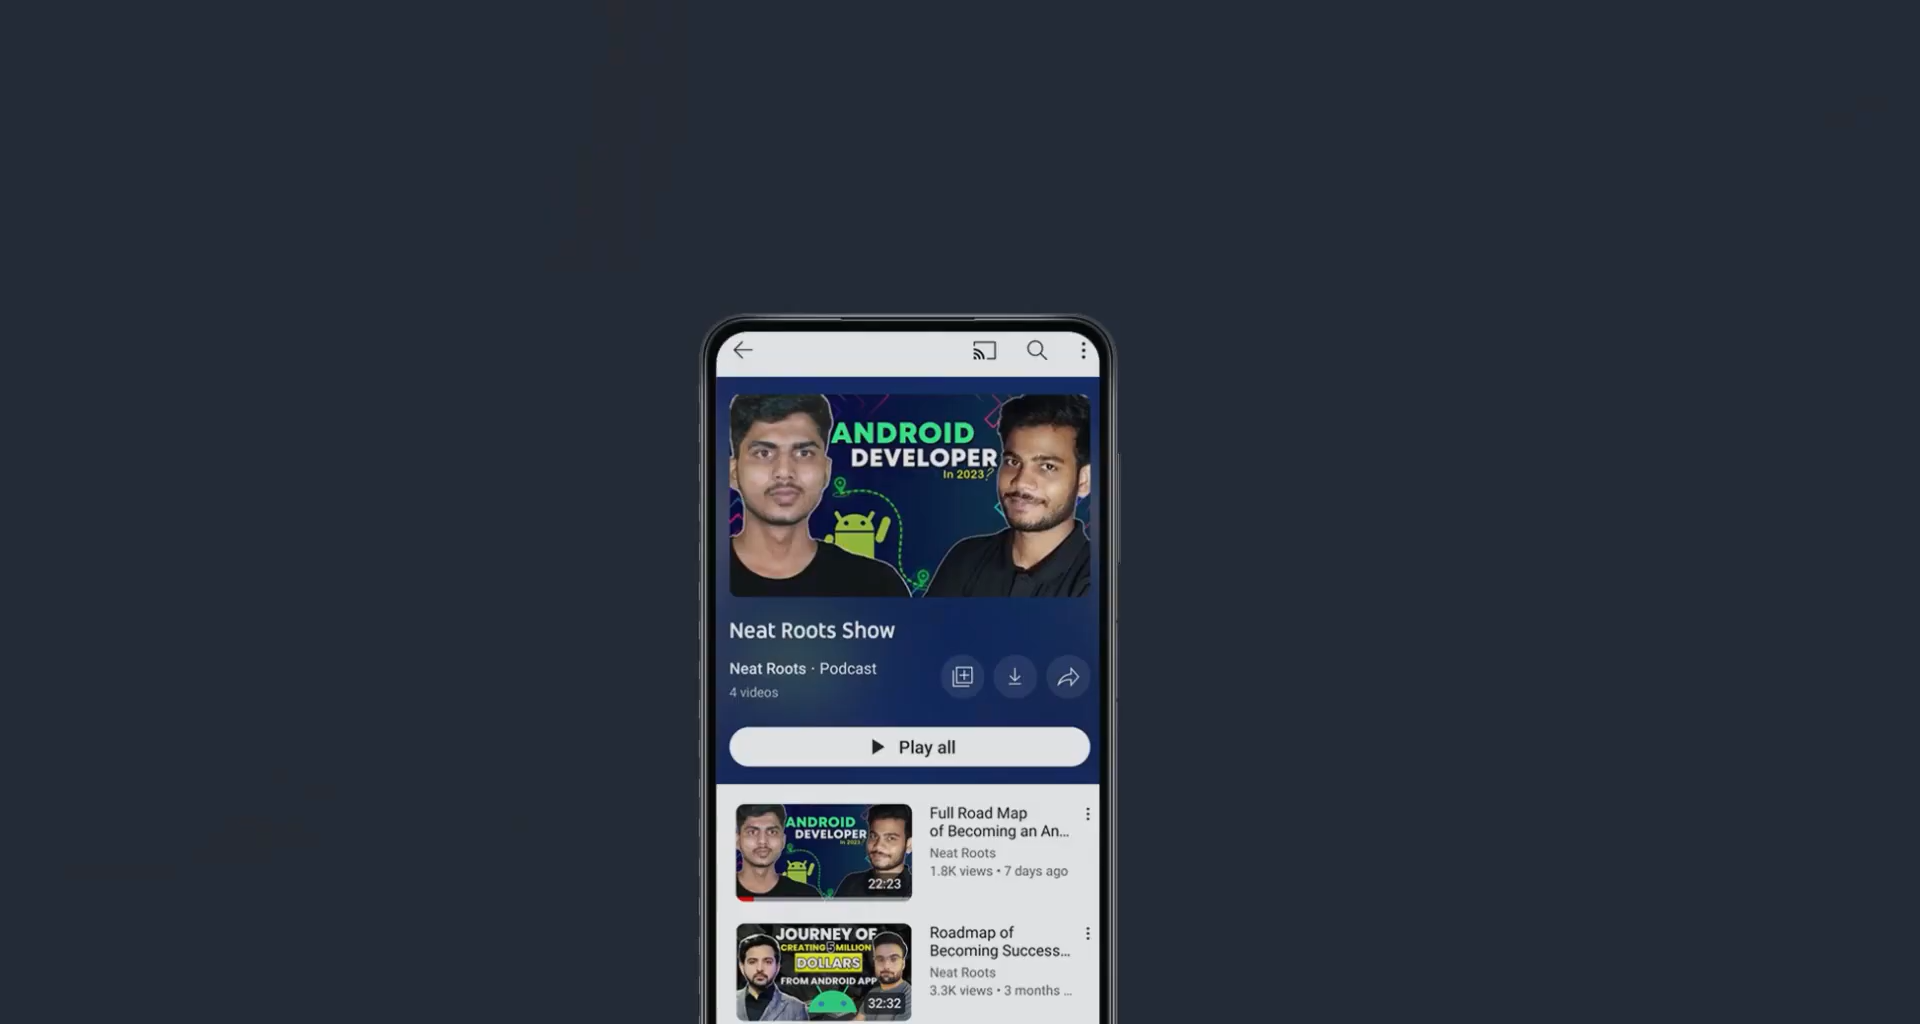 ANDROID
DEVELOPER
In 2023?
Neat Roots Show
Neat Roots · Podcast
4 videos
Play all
ANDROID
DEVELOPER
In 2023?
22:23
Full Road Map
of Becoming an An...
Neat Roots
1.8K views • 7 days ago
JOURNEY OF
CREATING 5 MILLION
DOLLARS
FROM ANDROID APP
32:32
Roadmap of
Becoming Success...
Neat Roots
3.3K views • 3 months ...